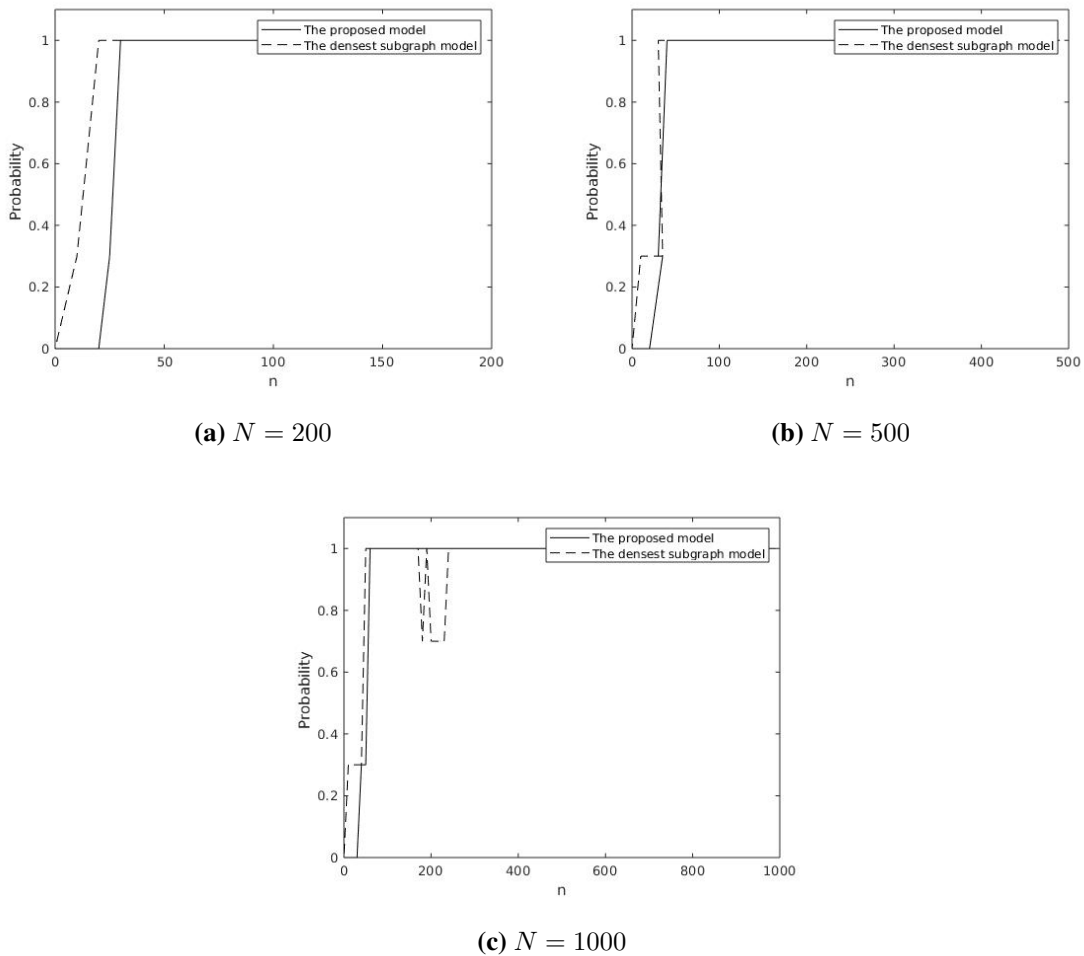 The proposed model
The densest subgraph model
Probability
1
0.8
0.6
0.4
0.2
0
0 50 100 150 200
n
(a) N = 200
The proposed model
The densest subgraph model
Probability
1
0.8
0.6
0.4
0.2
0
0 100 200 300 400 500
n
(b) N = 500
The proposed model
The densest subgraph model
Probability
1
0.8
0.6
0.4
0.2
0
0 200 400 600 800 1000
n
(c) N = 1000